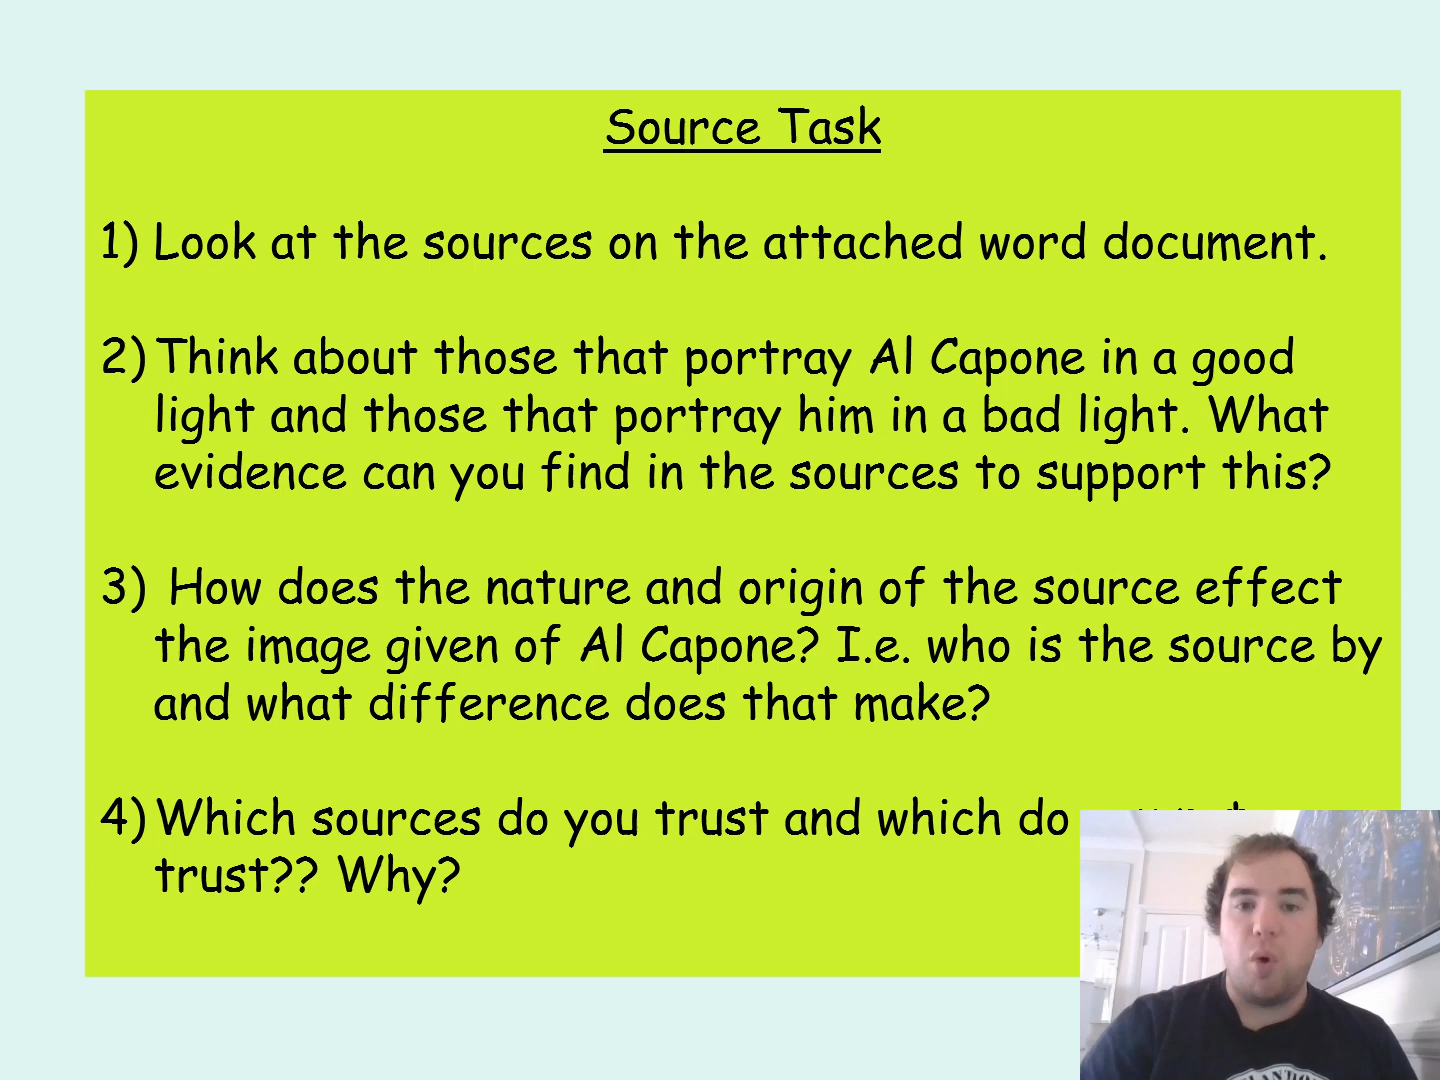 Source Task
1) Look at the sources on the attached word document.
2) Think about those that portray Al Capone in a good
light and those that portray him in a bad light. What
evidence can you find in the sources to support this?
3) How does the nature and origin of the source effect
the image given of Al Capone? I.e. who is the source by
and what difference does that make?
4) Which sources do you trust and which do
trust?? Why?